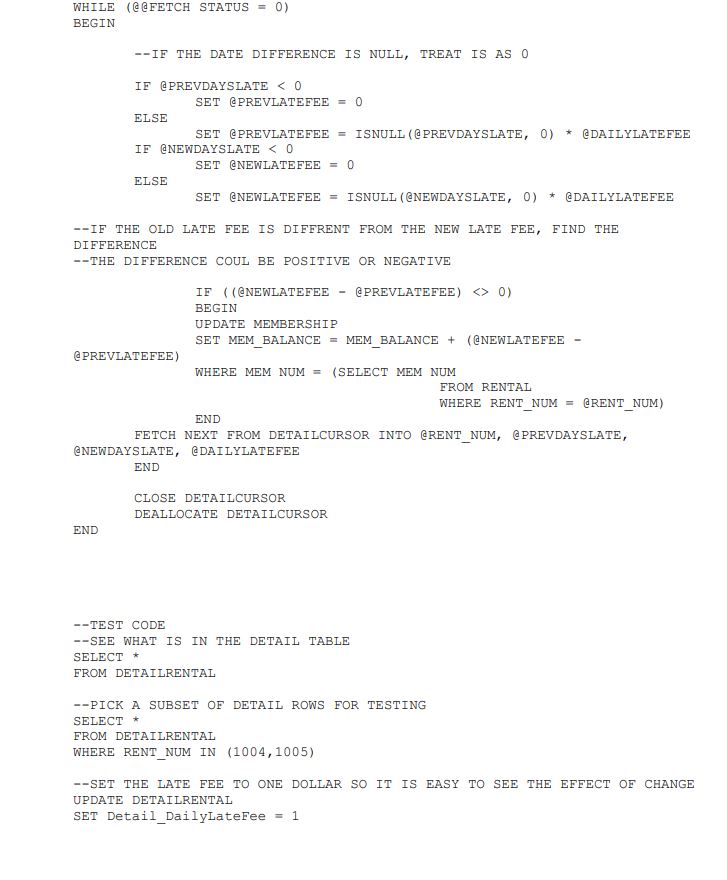 WHILE (@@FETCH STATUS = 0)
BEGIN
--IF THE DATE DIFFERENCE IS NULL, TREAT IS AS 0
IF @PREVDAYSLATE < 0
SET @PREVLATEFEE = 0
ELSE
SET @PREVLATEFEE = ISNULL(@PREVDAYSLATE, 0) * @DAILYLATEFEE
IF @NEWDAYSLATE < 0
SET @NEWLATEFEE = 0
ELSE
SET @NEWLATEFEE = ISNULL(@NEWDAYSLATE, 0) * @DAILYLATEFEE
--IF THE OLD LATE FEE IS DIFFRENT FROM THE NEW LATE FEE, FIND THE
DIFFERENCE
--THE DIFFERENCE COUL BE POSITIVE OR NEGATIVE
IF ((@NEWLATEFEE - @PREVLATEFEE) <> 0)
BEGIN
UPDATE MEMBERSHIP
SET MEM_BALANCE = MEM_BALANCE + (@NEWLATEFEE -
@PREVLATEFEE)
WHERE MEM NUM = (SELECT MEM NUM
FROM RENTAL
WHERE RENT_NUM = @RENT_NUM)
END
FETCH NEXT FROM DETAILCURSOR INTO @RENT_NUM, @PREVDAYSLATE,
@NEWDAYSLATE, @DAILYLATEFEE
END
CLOSE DETAILCURSOR
DEALLOCATE DETAILCURSOR
END
--TEST CODE
--SEE WHAT IS IN THE DETAIL TABLE
SELECT *
FROM DETAILRENTAL
--PICK A SUBSET OF DETAIL ROWS FOR TESTING
SELECT *
FROM DETAILRENTAL
WHERE RENT_NUM IN (1004,1005)
--SET THE LATE FEE TO ONE DOLLAR SO IT IS EASY TO SEE THE EFFECT OF CHANGE
UPDATE DETAILRENTAL
SET Detail_DailyLateFee = 1